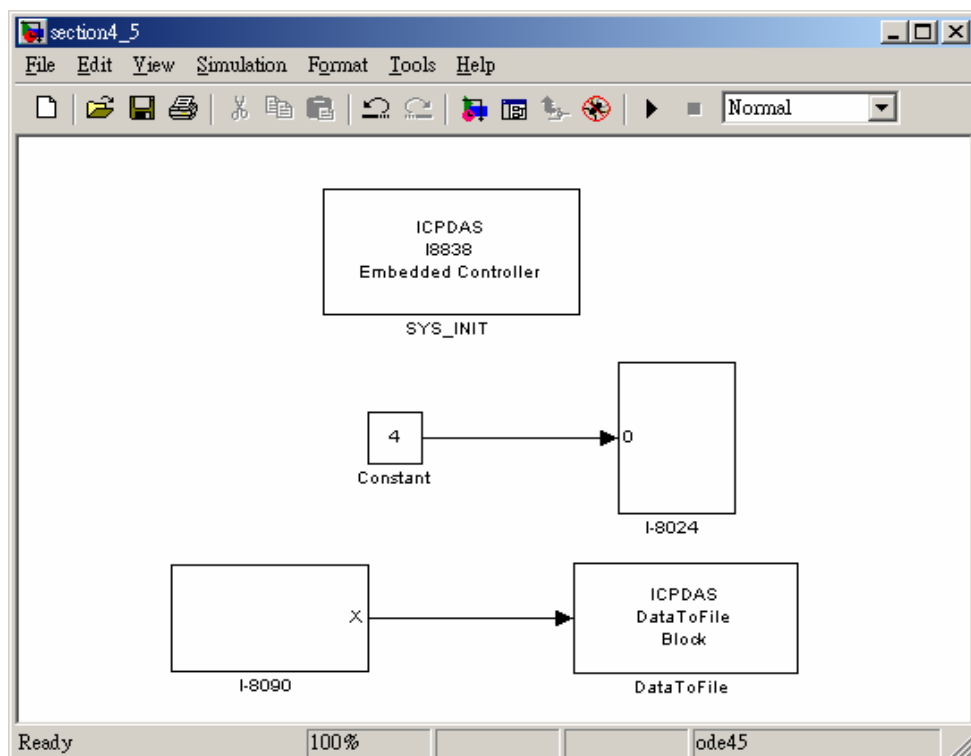 section4_5
File Edit View Simulation Format Tools Help
Normal
ICPDAS
I8838
Embedded Controller
SYS_INIT
4
Constant
0
I-8024
X
I-8090
ICPDAS
DataToFile
Block
DataToFile
Ready 100% ode45